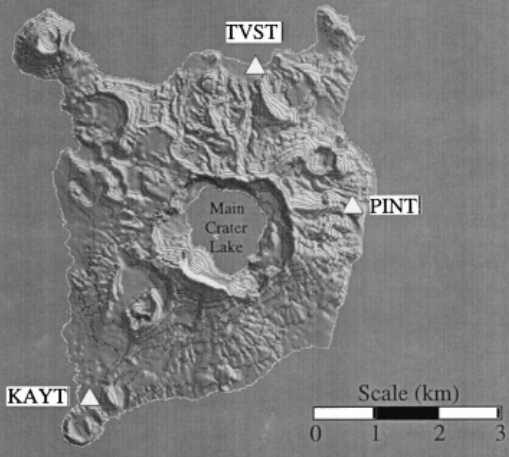 TVST
PINT
Main
Crater
Lake
KAYT
Scale (km)
0 1 2 3